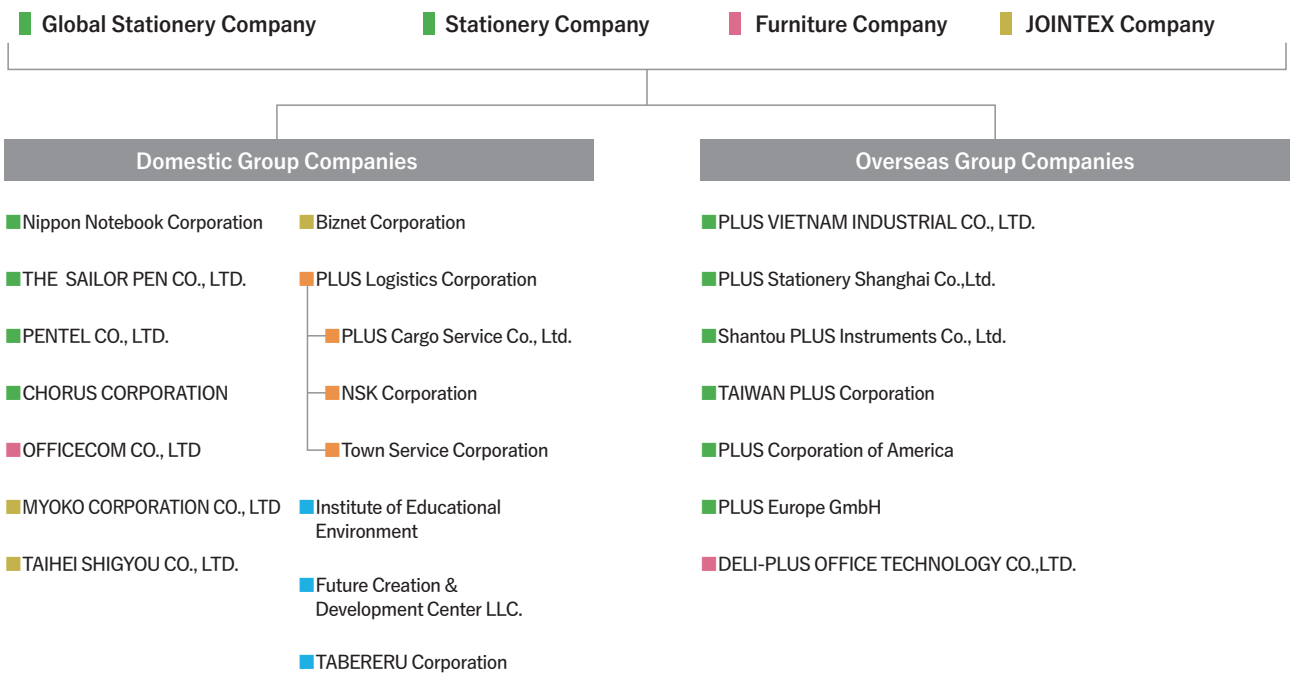 Global Stationery Company
Stationery Company
Furniture Company
JOINTEX Company
Domestic Group Companies
Nippon Notebook Corporation
THE SAILOR PEN CO., LTD.
PENTEL CO., LTD.
CHORUS CORPORATION
OFFICECOM CO., LTD
MYOKO CORPORATION CO., LTD
TAIHEI SHIGYOU CO., LTD.
Biznet Corporation
PLUS Logistics Corporation
PLUS Cargo Service Co., Ltd.
NSK Corporation
Town Service Corporation
Institute of Educational
Environment
Future Creation &
Development Center LLC.
TABERERU Corporation
Overseas Group Companies
PLUS VIETNAM INDUSTRIAL CO., LTD.
PLUS Stationery Shanghai Co.,Ltd.
Shantou PLUS Instruments Co., Ltd.
TAIWAN PLUS Corporation
PLUS Corporation of America
PLUS Europe GmbH
DELI-PLUS OFFICE TECHNOLOGY CO.,LTD.